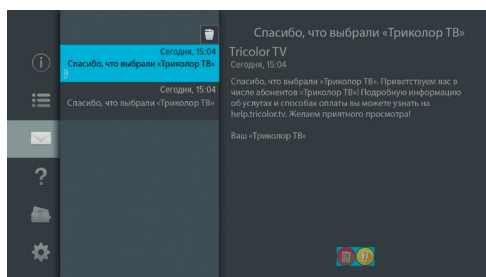 Сегодня, 15:04
Спасибо, что выбрали «Триколор ТВ»
Сегодня, 15:04
Спасибо, что выбрали «Триколор ТВ»
Спасибо, что выбрали «Триколор ТВ»
Tricolor TV
Сегодня, 15:04
Спасибо, что выбрали «Триколор ТВ». Приветствуем вас в
числе абонентов «Триколор ТВ»! Подробную информацию
об услугах и способах оплаты вы можете узнать на
help.tricolor.tv. Желаем приятного просмотра!
Ваш «Триколор ТВ»